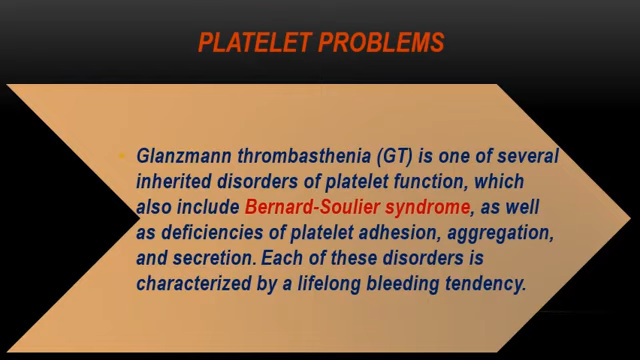 PLATELET PROBLEMS
• Glanzmann thrombasthenia (GT) is one of several
inherited disorders of platelet function, which
also include Bernard-Soulier syndrome, as well
as deficiencies of platelet adhesion, aggregation,
and secretion. Each of these disorders is
characterized by a lifelong bleeding tendency.